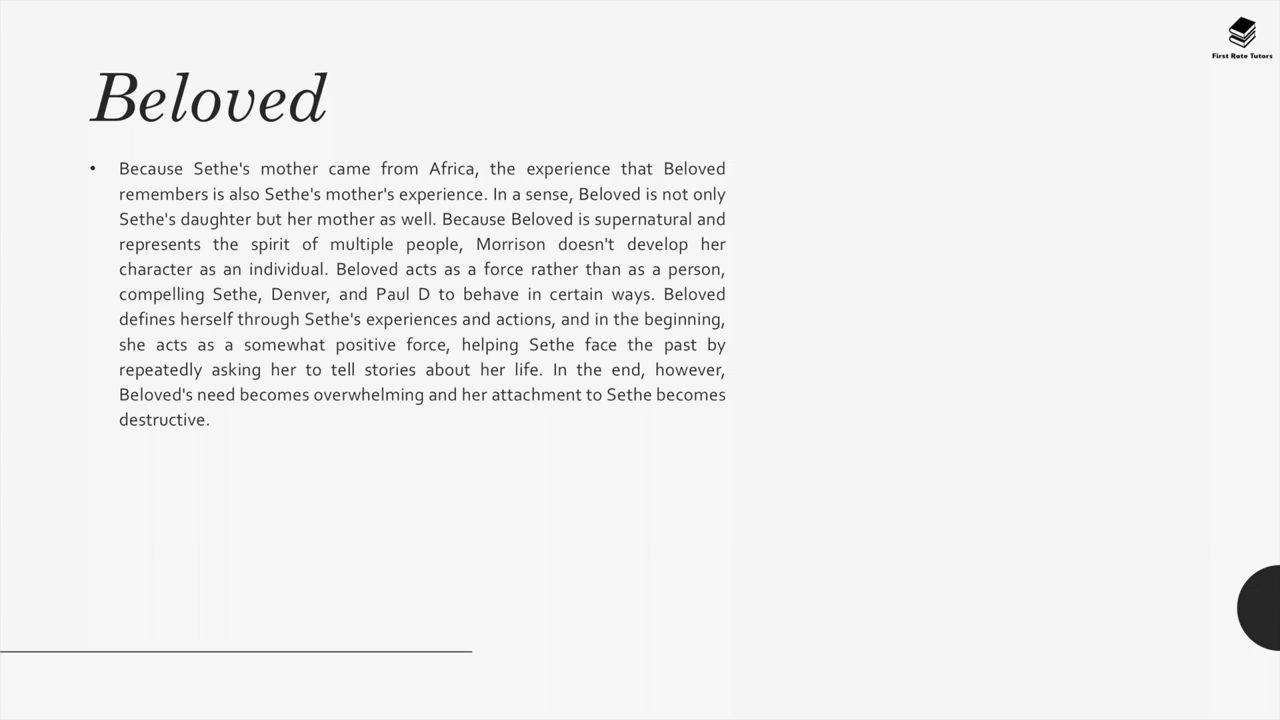 First Rate Tutors
Beloved
• Because Sethe's mother came from Africa, the experience that Beloved
remembers is also Sethe's mother's experience. In a sense, Beloved is not only
Sethe's daughter but her mother as well. Because Beloved is supernatural and
represents the spirit of multiple people, Morrison doesn't develop her
character as an individual. Beloved acts as a force rather than as a person,
compelling Sethe, Denver, and Paul D to behave in certain ways. Beloved
defines herself through Sethe's experiences and actions, and in the beginning,
she acts as a somewhat positive force, helping Sethe face the past by
repeatedly asking her to tell stories about her life. In the end, however,
Beloved's need becomes overwhelming and her attachment to Sethe becomes
destructive.